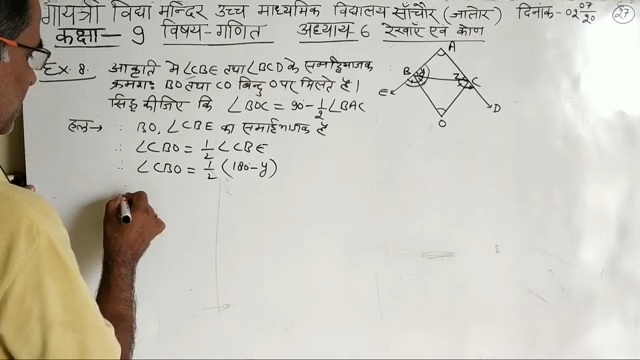 गायत्री विद्या मन्दिर उच्च माध्यमिक विद्यालय साँचौर (जालोर) दिनांक-02 07/20 27
कक्षा-9 विषय-गणित अध्याय 6 रेखाएं एवं कोण
Ex 8. आकृति में ∠CBE तथा ∠BCD के समद्विभाजक
क्रमशः BO तथा CO बिन्दु O पर मिलते है।
सिद्ध कीजिए कि ∠BOC = 90 - 1/2 ∠BAC
हल→ ∵ BO, ∠CBE का समद्विभाजक है
∴ ∠CBO = 1/2 ∠CBE
∴ ∠CBO = 1/2 (180-y)
A
B
y
z
C
E
D
O